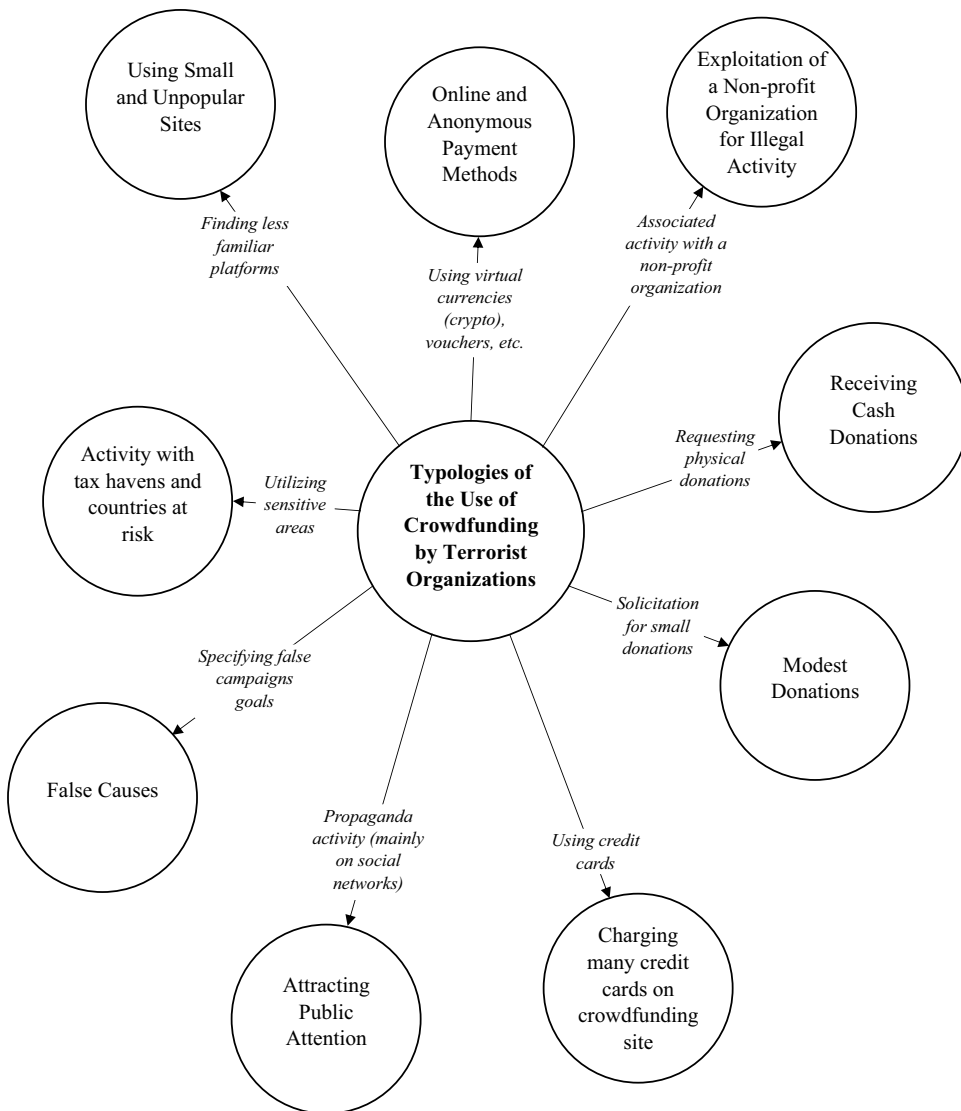 Using Small
and Unpopular
Sites
Online and
Anonymous
Payment
Methods
Exploitation of
a Non-profit
Organization
for Illegal
Activity
Finding less
familiar
platforms
Using virtual
currencies
(crypto),
vouchers, etc.
Associated
activity with a
non-profit
organization
Receiving
Cash
Donations
Requesting
physical
donations
Activity with
tax havens and
countries at
risk
Utilizing
sensitive
areas
Typologies of
the Use of
Crowdfunding
by Terrorist
Organizations
Solicitation
for small
donations
Modest
Donations
Specifying false
campaigns
goals
False Causes
Propaganda
activity (mainly
on social
networks)
Using credit
cards
Attracting
Public
Attention
Charging
many credit
cards on
crowdfunding
site